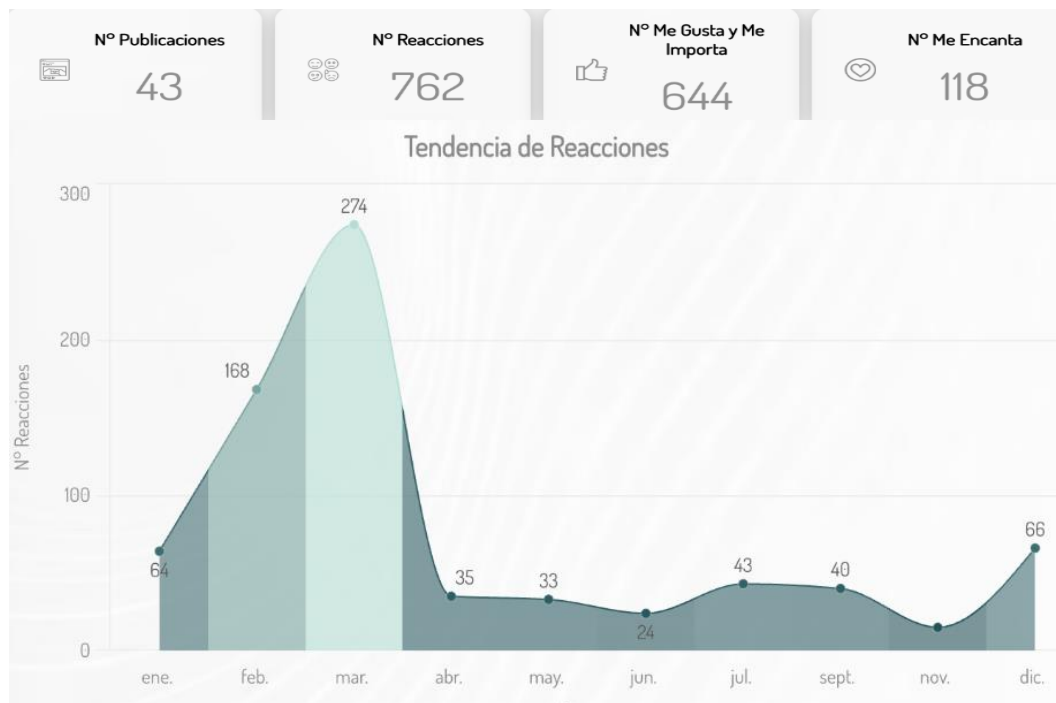 Nº Publicaciones
43
Nº Reacciones
762
Nº Me Gusta y Me
Importa
644
Nº Me Encanta
118
Tendencia de Reacciones
Nº Reacciones
300
200
100
0
64
168
274
35
33
24
43
40
66
ene.
feb.
mar.
abr.
may.
jun.
jul.
sept.
nov.
dic.